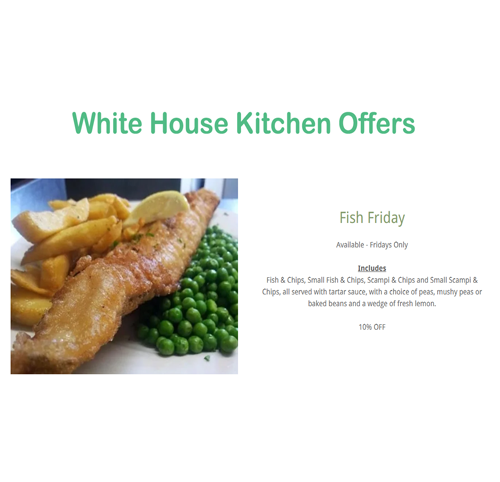 White House Kitchen Offers
Fish Friday
Available - Fridays Only
Includes
Fish & Chips, Small Fish & Chips, Scampi & Chips and Small Scampi &
Chips, all served with tartar sauce, with a choice of peas, mushy peas or
baked beans and a wedge of fresh lemon.
10% OFF